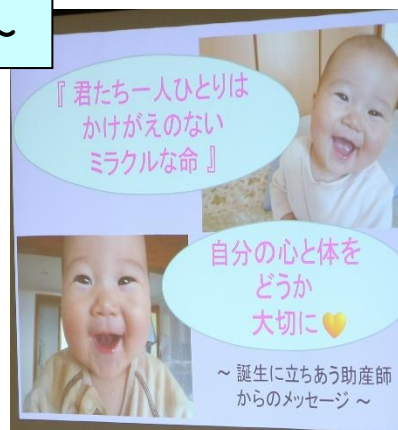 ～
『 君たち一人ひとりは
かけがえのない
ミラクルな命 』
自分の心と体を
どうか
大切に💛
～ 誕生に立ちあう助産師
からのメッセージ ～